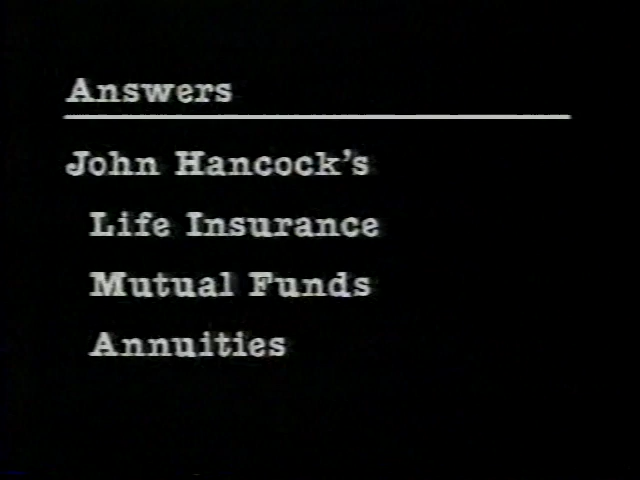 Answers
John Hancock's
Life Insurance
Mutual Funds
Annuities